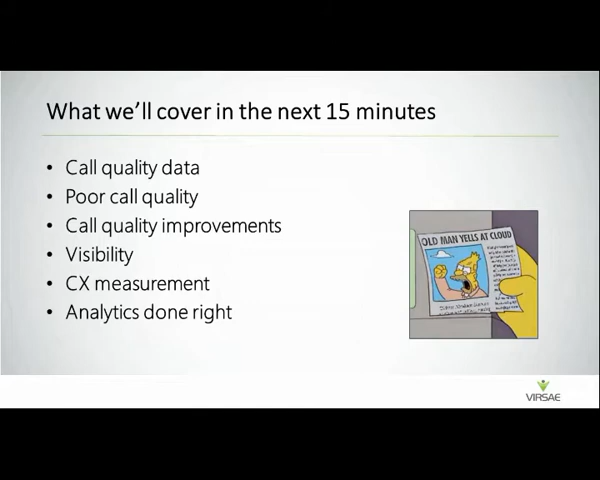 What we'll cover in the next 15 minutes
• Call quality data
• Poor call quality
• Call quality improvements
• Visibility
• CX measurement
• Analytics done right
OLD MAN YELLS AT CLOUD
VIRSAE